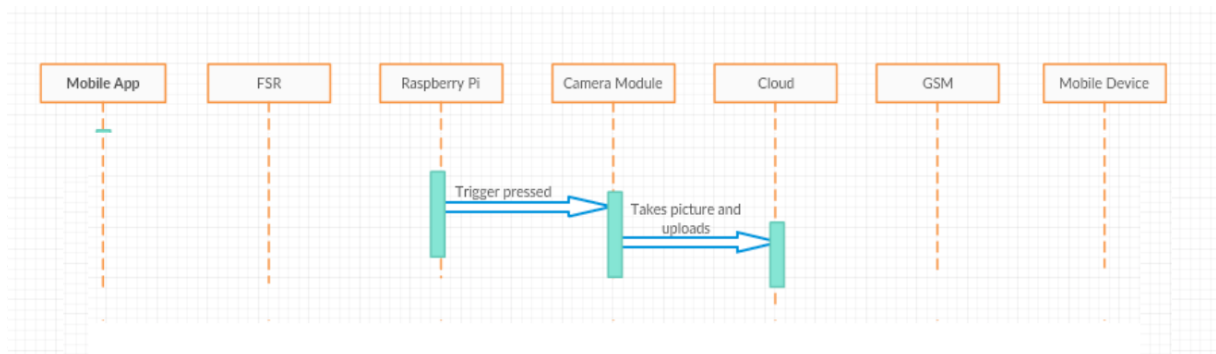 Mobile App
FSR
Raspberry Pi
Camera Module
Cloud
GSM
Mobile Device
Trigger pressed
Takes picture and
uploads